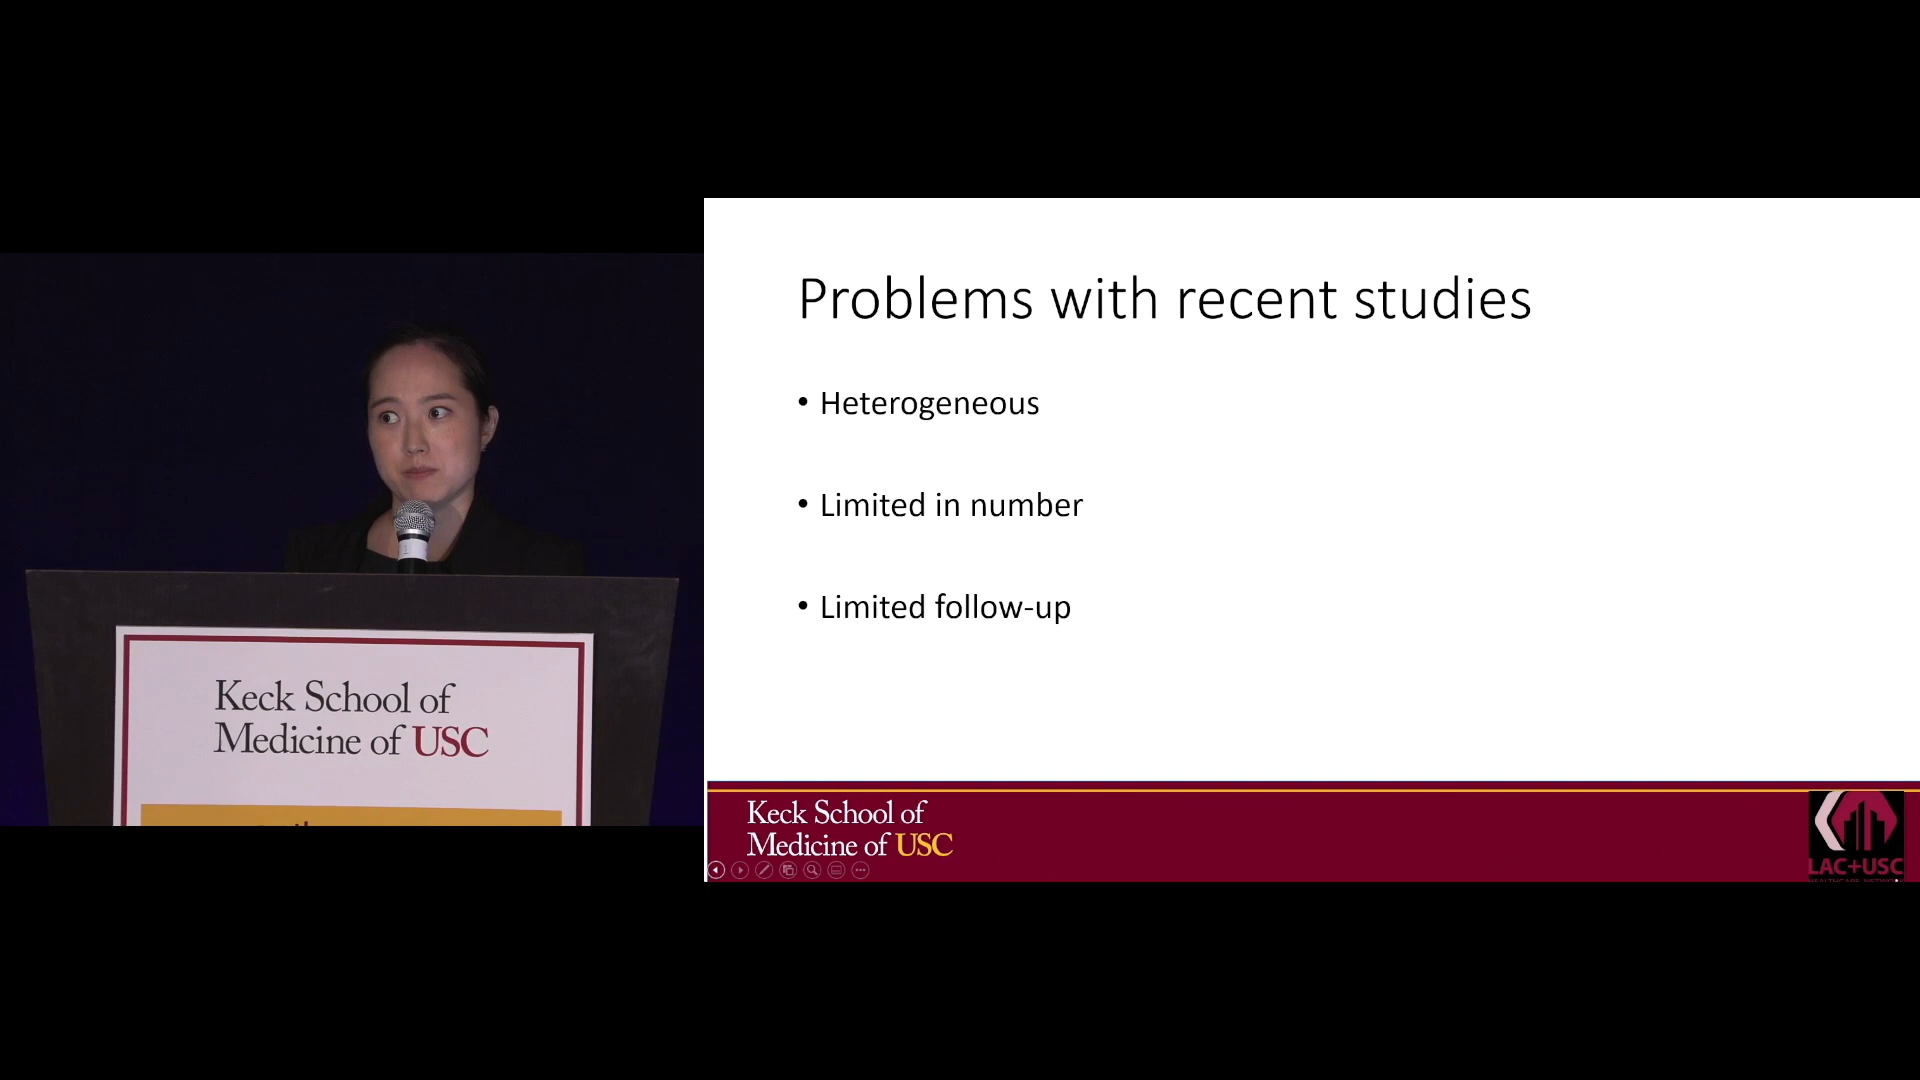 Problems with recent studies
• Heterogeneous
• Limited in number
• Limited follow-up
Keck School of
Medicine of USC
Keck School of
Medicine of USC
LAC+USC